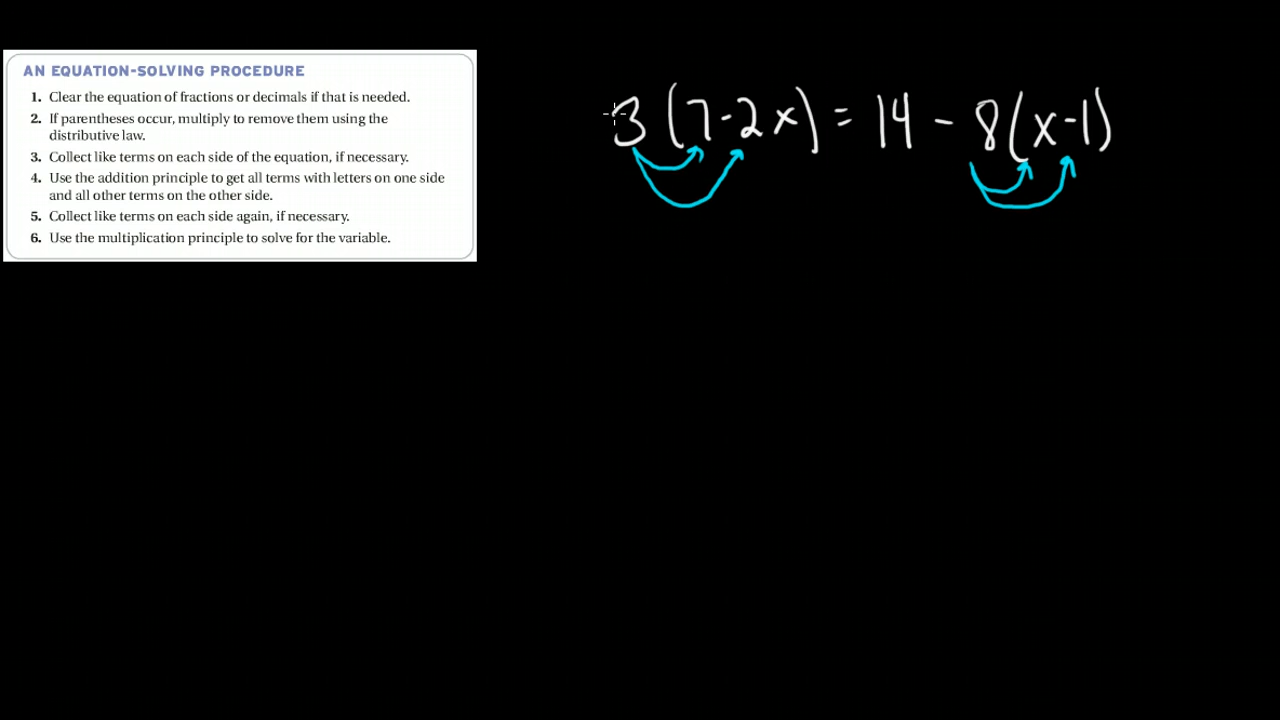 AN EQUATION-SOLVING PROCEDURE
1. Clear the equation of fractions or decimals if that is needed.
2. If parentheses occur, multiply to remove them using the
distributive law.
3. Collect like terms on each side of the equation, if necessary.
4. Use the addition principle to get all terms with letters on one side
and all other terms on the other side.
5. Collect like terms on each side again, if necessary.
6. Use the multiplication principle to solve for the variable.
3(7-2x) = 14 - 8(x-1)